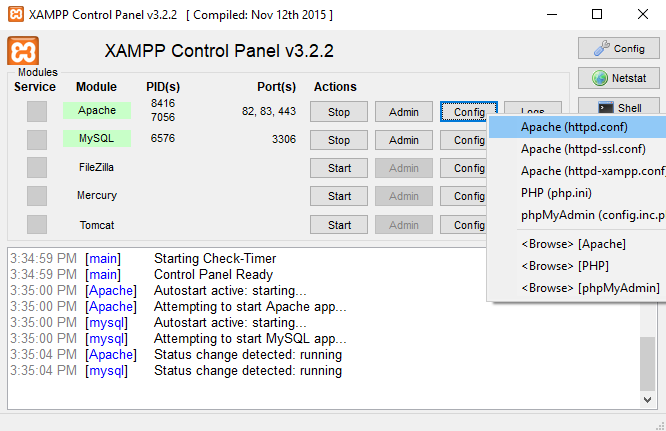 XAMPP Control Panel v3.2.2 [ Compiled: Nov 12th 2015 ]
XAMPP Control Panel v3.2.2
Config
Modules
Service Module PID(s) Port(s) Actions
Netstat
Apache 8416 7056 82, 83, 443 Stop Admin Config Logs
Shell
MySQL 6576 3306 Stop Admin Config
FileZilla Start Admin Config
Mercury Start Admin Config
Tomcat Start Admin Config
Apache (httpd.conf)
Apache (httpd-ssl.conf)
Apache (httpd-xampp.conf)
PHP (php.ini)
phpMyAdmin (config.inc.p
<Browse> [Apache]
<Browse> [PHP]
<Browse> [phpMyAdmin]
3:34:59 PM [main] Starting Check-Timer
3:34:59 PM [main] Control Panel Ready
3:35:00 PM [Apache] Autostart active: starting...
3:35:00 PM [Apache] Attempting to start Apache app...
3:35:00 PM [mysql] Autostart active: starting...
3:35:00 PM [mysql] Attempting to start MySQL app...
3:35:04 PM [Apache] Status change detected: running
3:35:04 PM [mysql] Status change detected: running